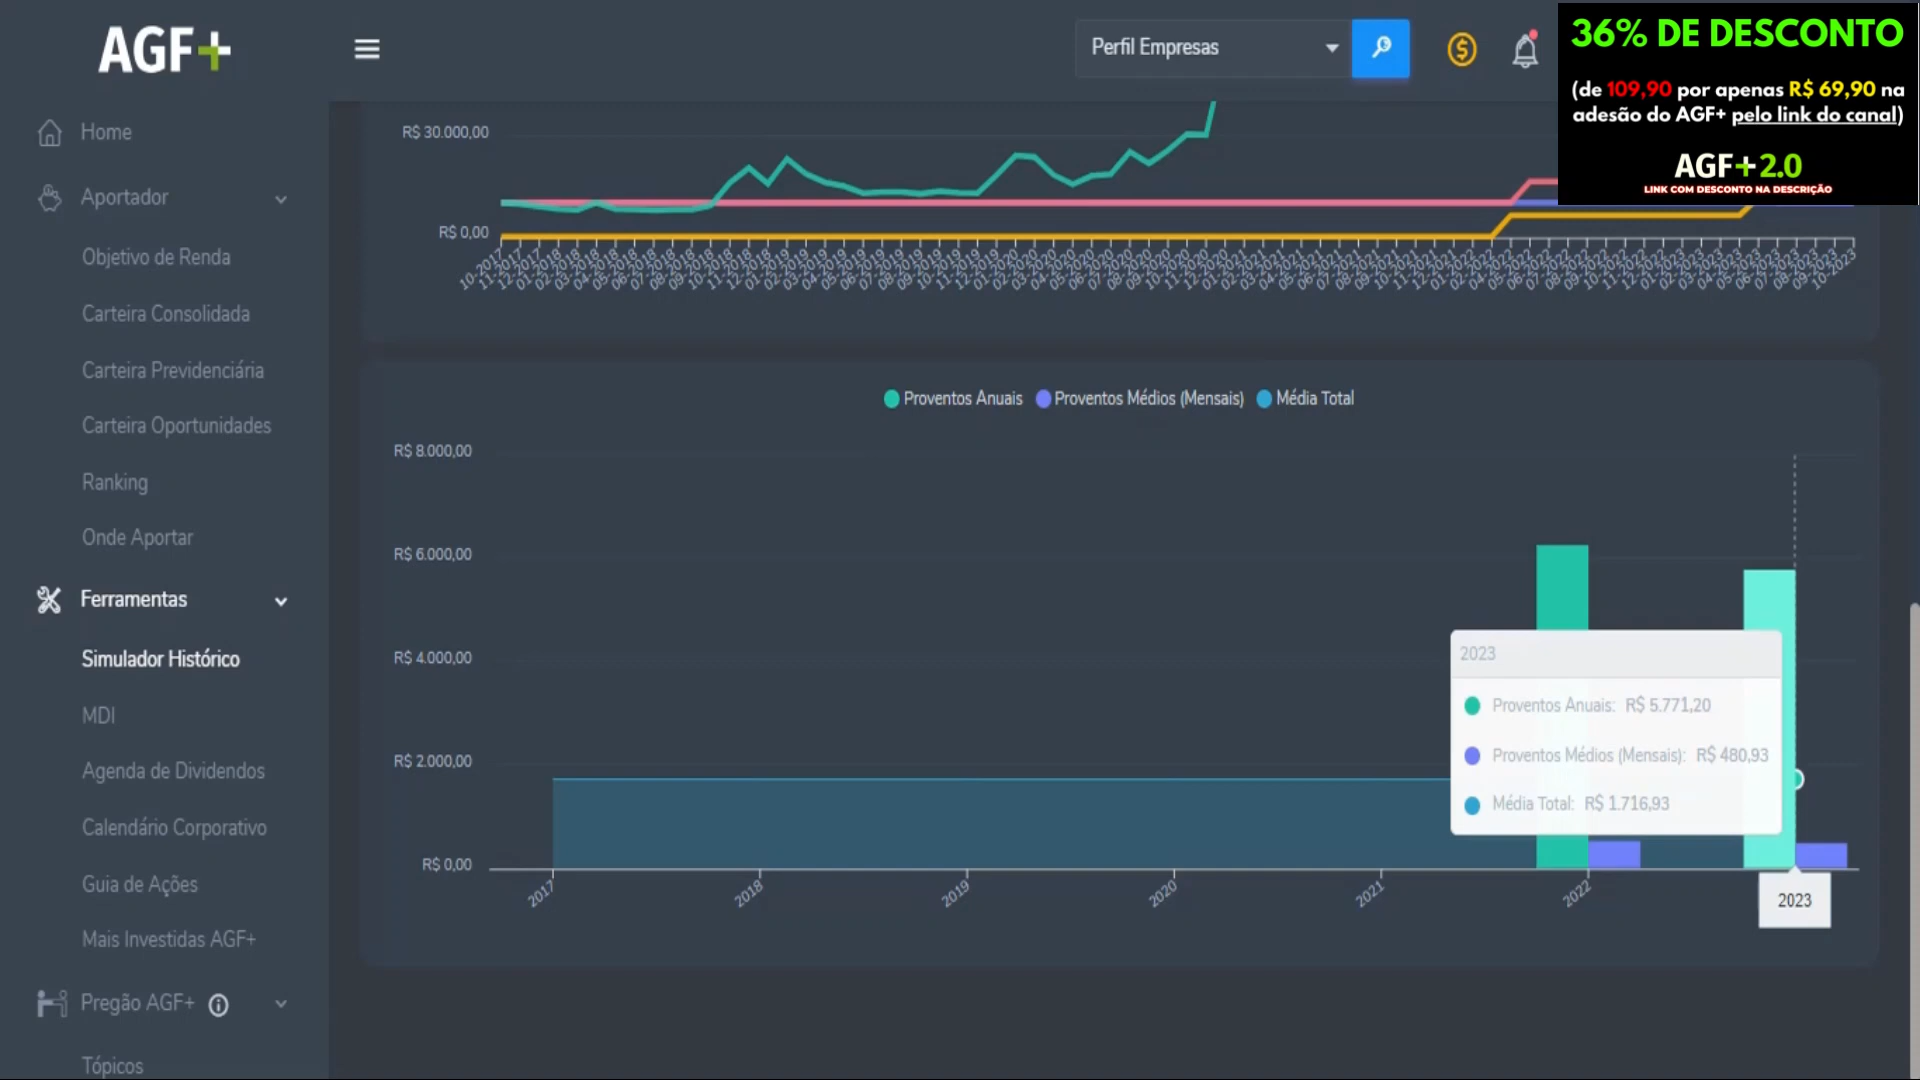 AGF+
Perfil Empresas
36% DE DESCONTO
(de 109,90 por apenas R$ 69,90 na
adesão do AGF+ pelo link do canal)
AGF+2.0
LINK COM DESCONTO NA DESCRIÇÃO
Home
Aportador
Objetivo de Renda
Carteira Consolidada
Carteira Previdenciária
Carteira Oportunidades
Ranking
Onde Aportar
Ferramentas
Simulador Histórico
MDI
Agenda de Dividendos
Calendário Corporativo
Guia de Ações
Mais Investidas AGF+
Pregão AGF+
Tópicos
R$ 30.000,00
R$ 0,00
10-2017
10-2023
Proventos Anuais
Proventos Médios (Mensais)
Média Total
R$ 8.000,00
R$ 6.000,00
R$ 4.000,00
R$ 2.000,00
R$ 0,00
2017
2018
2019
2020
2021
2022
2023
2023
Proventos Anuais: R$ 5.771,20
Proventos Médios (Mensais): R$ 480,93
Média Total: R$ 1.716,93